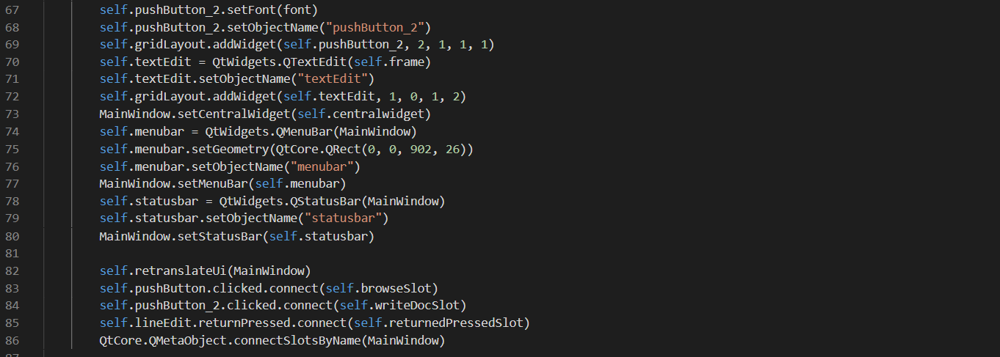 67 self.pushButton_2.setFont(font)
68 self.pushButton_2.setObjectName("pushButton_2")
69 self.gridLayout.addWidget(self.pushButton_2, 2, 1, 1, 1)
70 self.textEdit = QtWidgets.QTextEdit(self.frame)
71 self.textEdit.setObjectName("textEdit")
72 self.gridLayout.addWidget(self.textEdit, 1, 0, 1, 2)
73 MainWindow.setCentralWidget(self.centralwidget)
74 self.menubar = QtWidgets.QMenuBar(MainWindow)
75 self.menubar.setGeometry(QtCore.QRect(0, 0, 902, 26))
76 self.menubar.setObjectName("menubar")
77 MainWindow.setMenuBar(self.menubar)
78 self.statusbar = QtWidgets.QStatusBar(MainWindow)
79 self.statusbar.setObjectName("statusbar")
80 MainWindow.setStatusBar(self.statusbar)
81
82 self.retranslateUi(MainWindow)
83 self.pushButton.clicked.connect(self.browseSlot)
84 self.pushButton_2.clicked.connect(self.writeDocSlot)
85 self.lineEdit.returnPressed.connect(self.returnedPressedSlot)
86 QtCore.QMetaObject.connectSlotsByName(MainWindow)